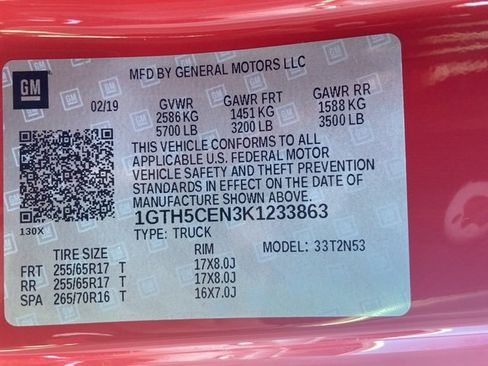 GM
MFD BY GENERAL MOTORS LLC
02/19 GVWR GAWR FRT GAWR RR
2586 KG 1451 KG 1588 KG
5700 LB 3200 LB 3500 LB
THIS VEHICLE CONFORMS TO ALL
APPLICABLE U.S. FEDERAL MOTOR
VEHICLE SAFETY AND THEFT PREVENTION
STANDARDS IN EFFECT ON THE DATE OF
MANUFACTURE SHOWN ABOVE.
130X 1GTH5CEN3K1233863
TYPE: TRUCK MODEL: 33T2N53
TIRE SIZE RIM
FRT 255/65R17 T 17X8.0J
RR 255/65R17 T 17X8.0J
SPA 265/70R16 T 16X7.0J